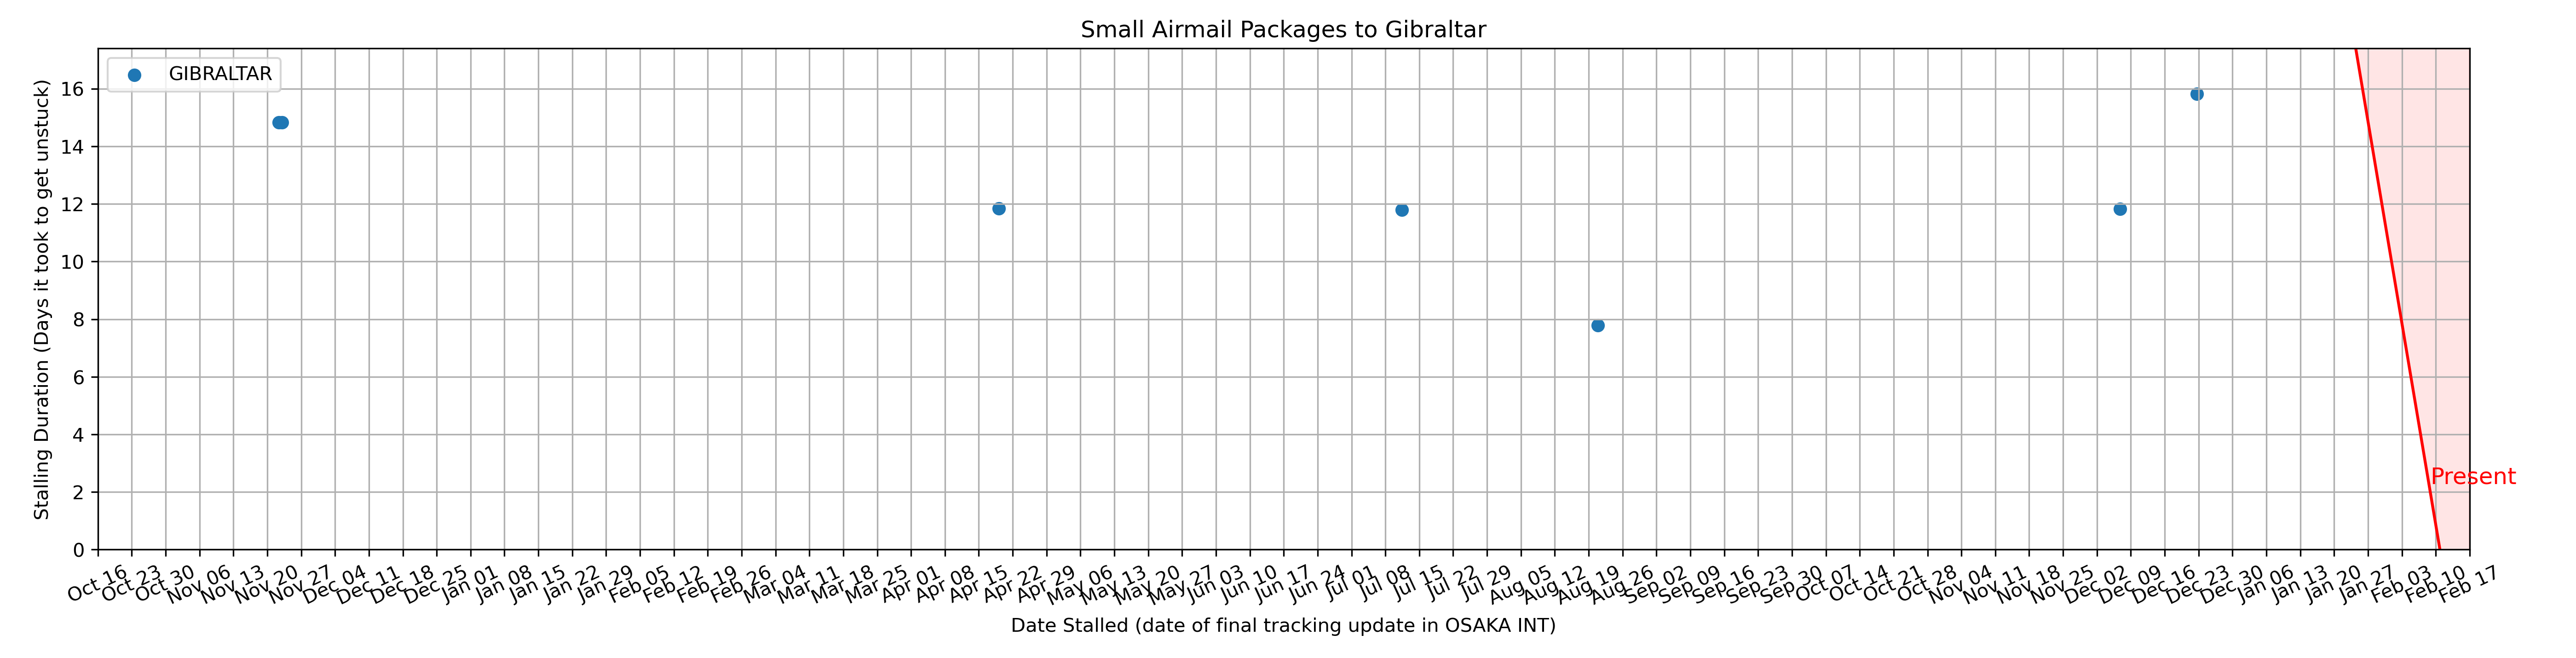 Small Airmail Packages to Gibraltar
GIBRALTAR
Stalling Duration (Days it took to get unstuck)
16
14
12
10
8
6
4
2
0
Present
Oct 16
Oct 23
Oct 30
Nov 06
Nov 13
Nov 20
Nov 27
Dec 04
Dec 11
Dec 18
Dec 25
Jan 01
Jan 08
Jan 15
Jan 22
Jan 29
Feb 05
Feb 12
Feb 19
Feb 26
Mar 04
Mar 11
Mar 18
Mar 25
Apr 01
Apr 08
Apr 15
Apr 22
Apr 29
May 06
May 13
May 20
May 27
Jun 03
Jun 10
Jun 17
Jun 24
Jul 01
Jul 08
Jul 15
Jul 22
Jul 29
Aug 05
Aug 12
Aug 19
Aug 26
Sep 02
Sep 09
Sep 16
Sep 23
Sep 30
Oct 07
Oct 14
Oct 21
Oct 28
Nov 04
Nov 11
Nov 18
Nov 25
Dec 02
Dec 09
Dec 16
Dec 23
Dec 30
Jan 06
Jan 13
Jan 20
Jan 27
Feb 03
Feb 10
Feb 17
Date Stalled (date of final tracking update in OSAKA INT)